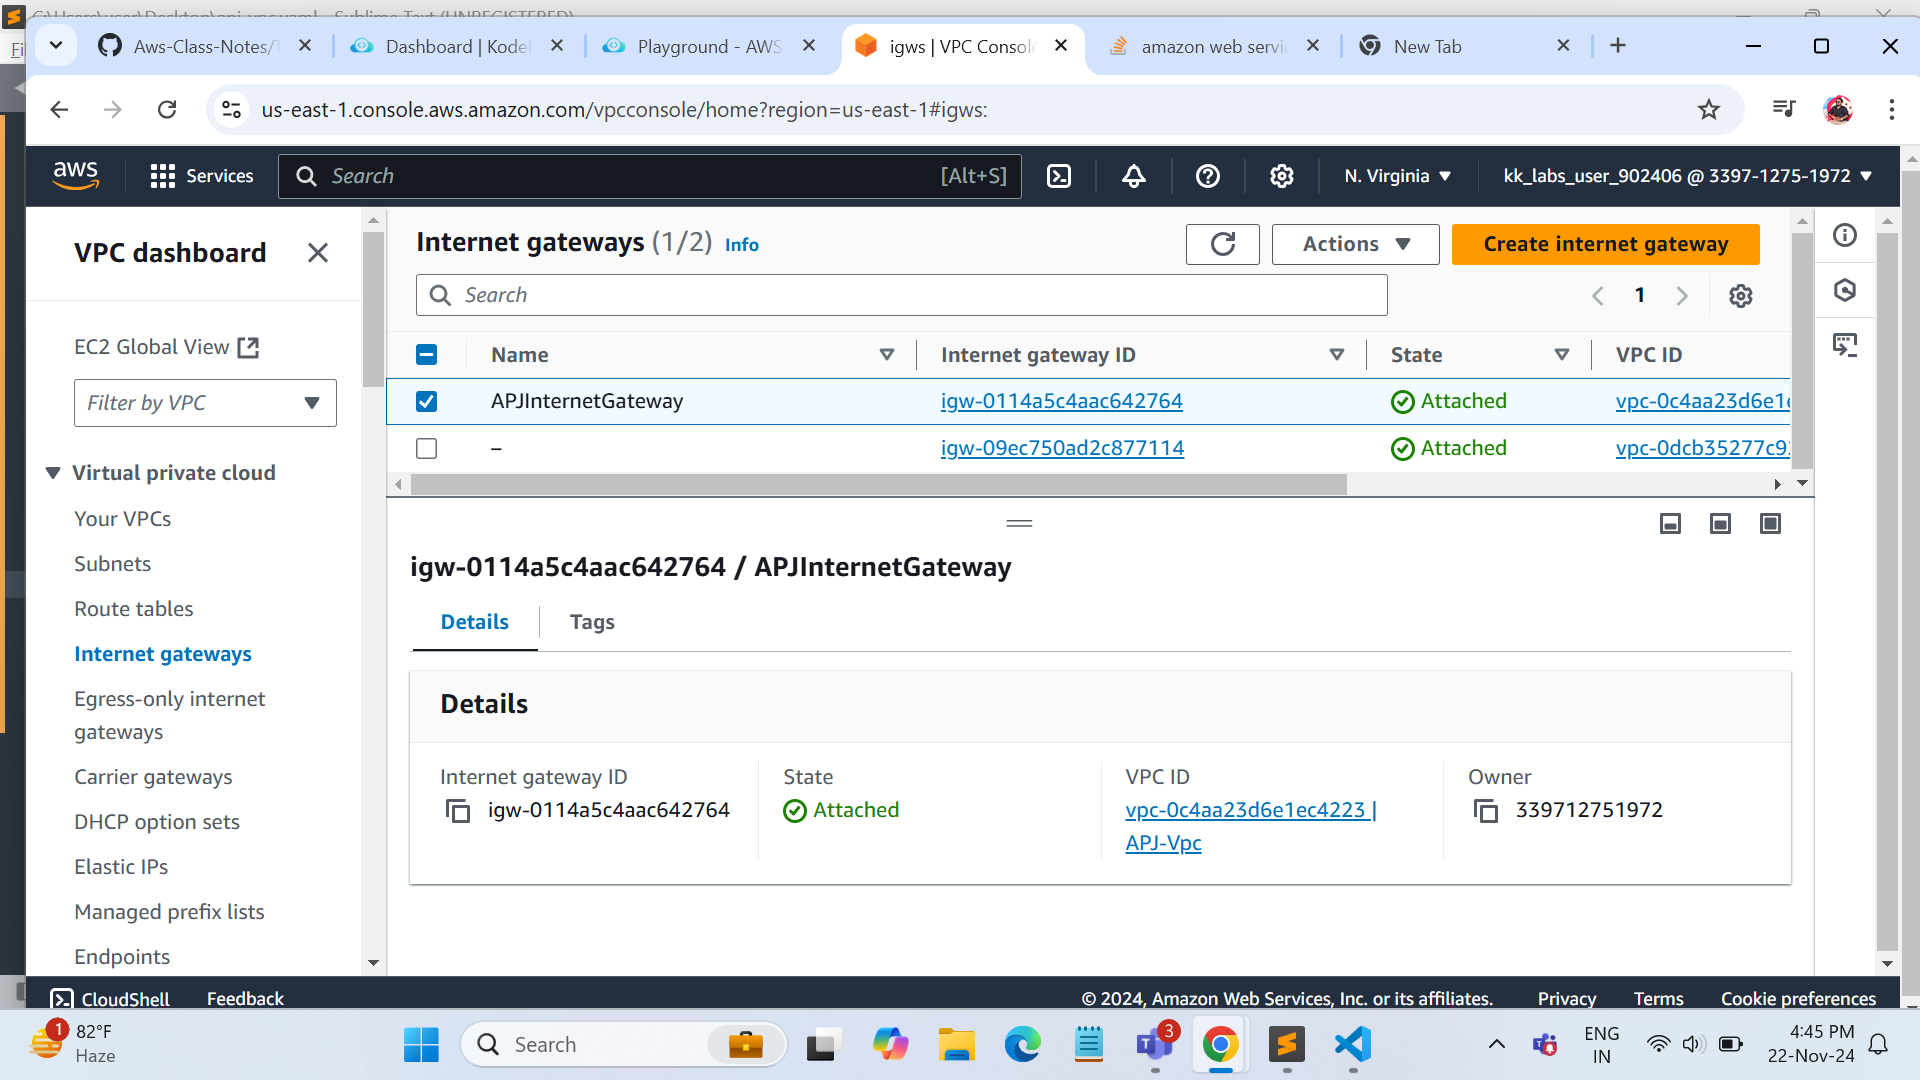 Aws-Class-Notes/
Dashboard | Kode
Playground - AWS
igws | VPC Console
amazon web servi
New Tab
us-east-1.console.aws.amazon.com/vpcconsole/home?region=us-east-1#igws:
aws
Services
Search
[Alt+S]
N. Virginia
kk_labs_user_902406 @ 3397-1275-1972
VPC dashboard
EC2 Global View
Filter by VPC
Virtual private cloud
Your VPCs
Subnets
Route tables
Internet gateways
Egress-only internet
gateways
Carrier gateways
DHCP option sets
Elastic IPs
Managed prefix lists
Endpoints
Internet gateways (1/2) Info
Actions
Create internet gateway
Search
1
Name Internet gateway ID State VPC ID
APJInternetGateway igw-0114a5c4aac642764 Attached vpc-0c4aa23d6e1e
– igw-09ec750ad2c877114 Attached vpc-0dcb35277c9
igw-0114a5c4aac642764 / APJInternetGateway
Details Tags
Details
Internet gateway ID
igw-0114a5c4aac642764
State
Attached
VPC ID
vpc-0c4aa23d6e1ec4223 |
APJ-Vpc
Owner
339712751972
CloudShell Feedback
© 2024, Amazon Web Services, Inc. or its affiliates. Privacy Terms Cookie preferences
1
82°F
Haze
Search
3
ENG
IN
4:45 PM
22-Nov-24